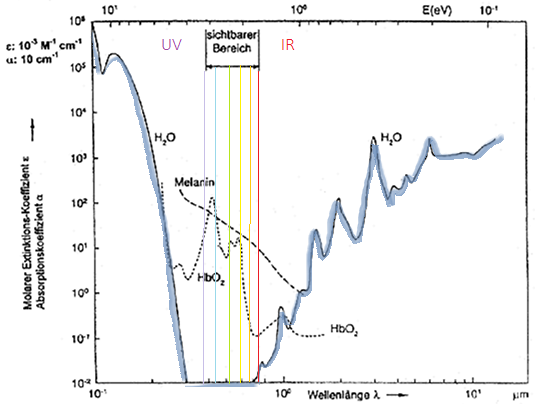 10¹ 10⁰ E(eV) 10⁻¹
ε: 10⁻³ M⁻¹ cm⁻¹
α: 10 cm⁻¹
UV
sichtbarer
Bereich
IR
10⁶
10⁵
10⁴
10³
10²
10¹
10⁰
10⁻¹
10⁻²
Molarer Extinktions-Koeffizient ε
Absorptionskoeffizient α
H₂O
Melanin
HbO₂
H₂O
HbO₂
10⁻¹ 10⁰ Wellenlänge λ 10¹ µm